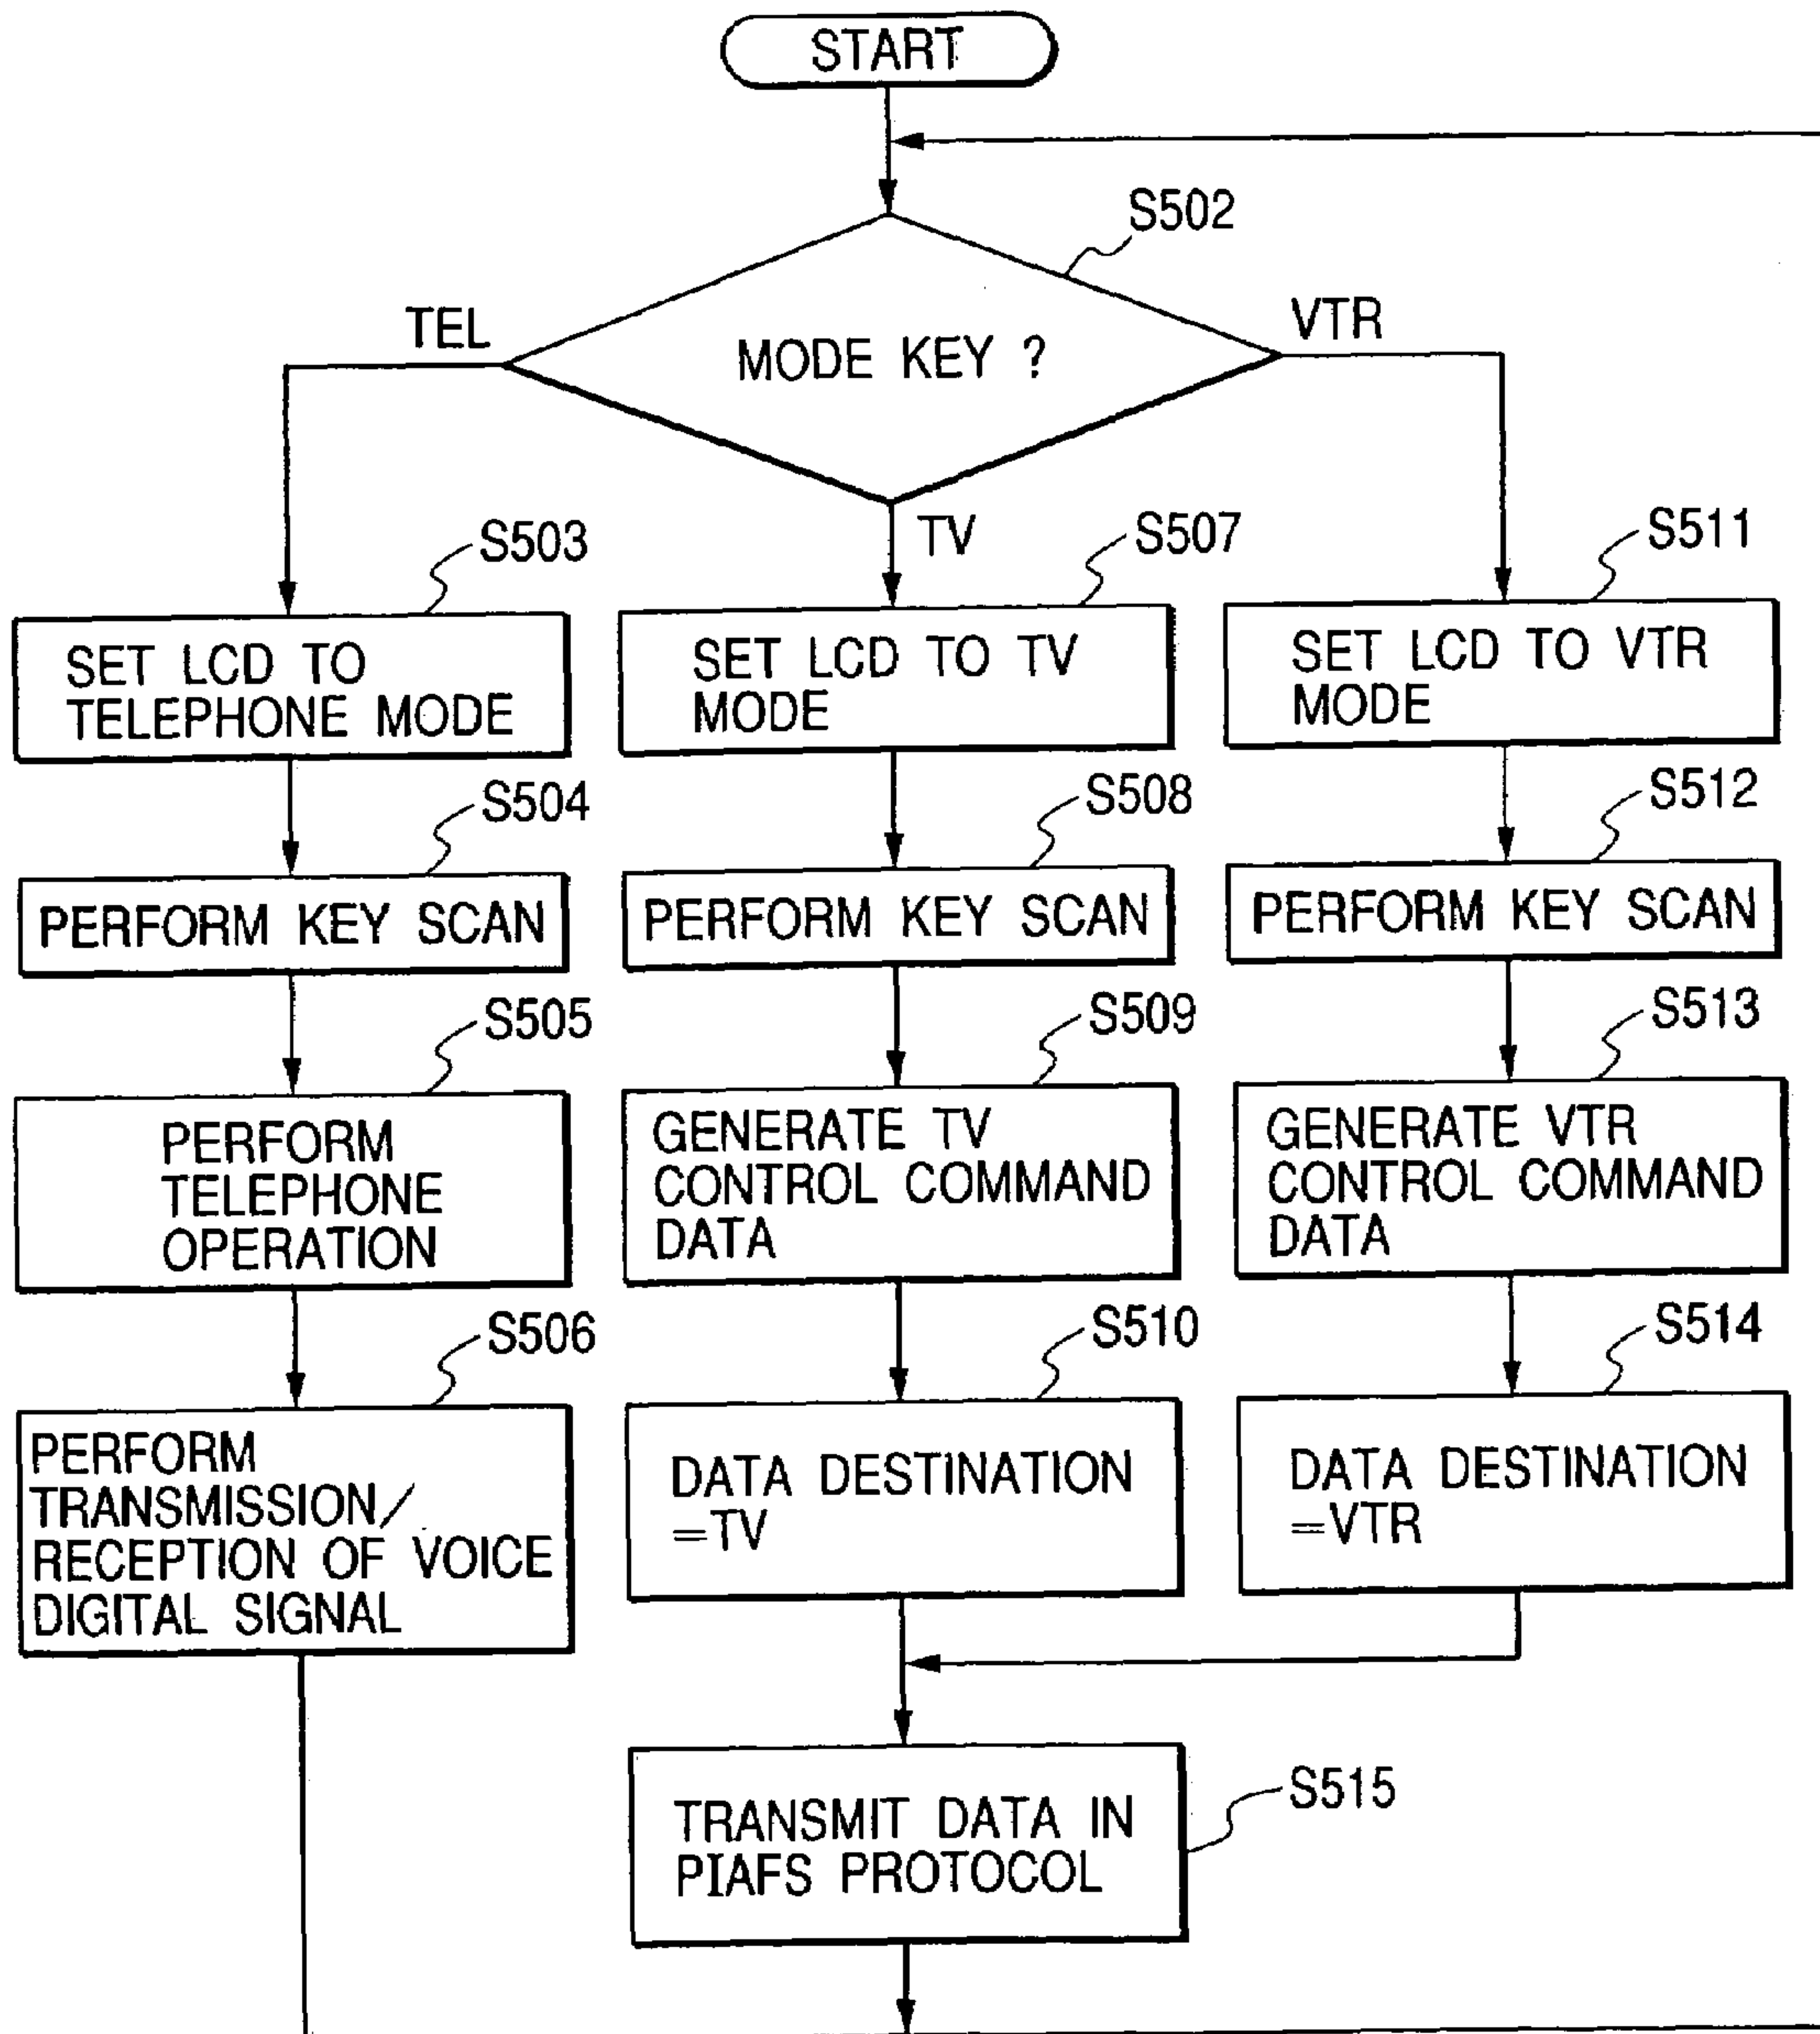 START
S502
TEL
MODE KEY ?
VTR
TV
S503
SET LCD TO
TELEPHONE MODE
S507
SET LCD TO TV
MODE
S511
SET LCD TO VTR
MODE
S504
PERFORM KEY SCAN
S508
PERFORM KEY SCAN
S512
PERFORM KEY SCAN
S505
PERFORM
TELEPHONE
OPERATION
S509
GENERATE TV
CONTROL COMMAND
DATA
S513
GENERATE VTR
CONTROL COMMAND
DATA
S506
PERFORM
TRANSMISSION/
RECEPTION OF VOICE
DIGITAL SIGNAL
S510
DATA DESTINATION
=TV
S514
DATA DESTINATION
=VTR
S515
TRANSMIT DATA IN
PIAFS PROTOCOL